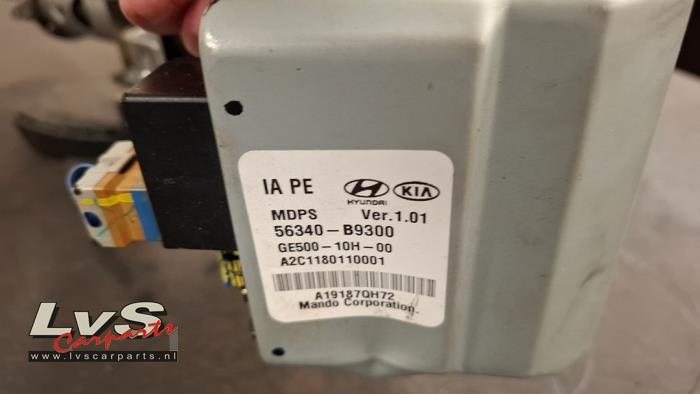 IA PE HYUNDAI KIA
MDPS Ver.1.01
56340-B9300
GE500-10H-00
A2C1180110001
A19187QH72
Mando Corporation.
LvS
Carparts
www.lvscarparts.nl